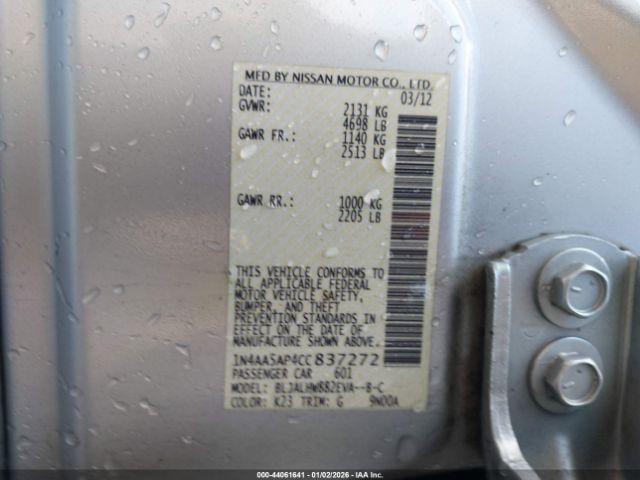 MFD BY NISSAN MOTOR CO., LTD.
DATE: 03/12
GVWR: 2131 KG
4698 LB
GAWR FR.: 1140 KG
2513 LB
GAWR RR.: 1000 KG
2205 LB
THIS VEHICLE CONFORMS TO
ALL APPLICABLE FEDERAL
MOTOR VEHICLE SAFETY,
BUMPER, AND THEFT
PREVENTION STANDARDS IN
EFFECT ON THE DATE OF
MANUFACTURE SHOWN ABOVE.
1N4AA5AP4CC837272
PASSENGER CAR 601
MODEL: BLJALHW882EVA--B-C
COLOR: K23 TRIM: G 9N00A
000-44061641 - 01/02/2026 - IAA Inc.